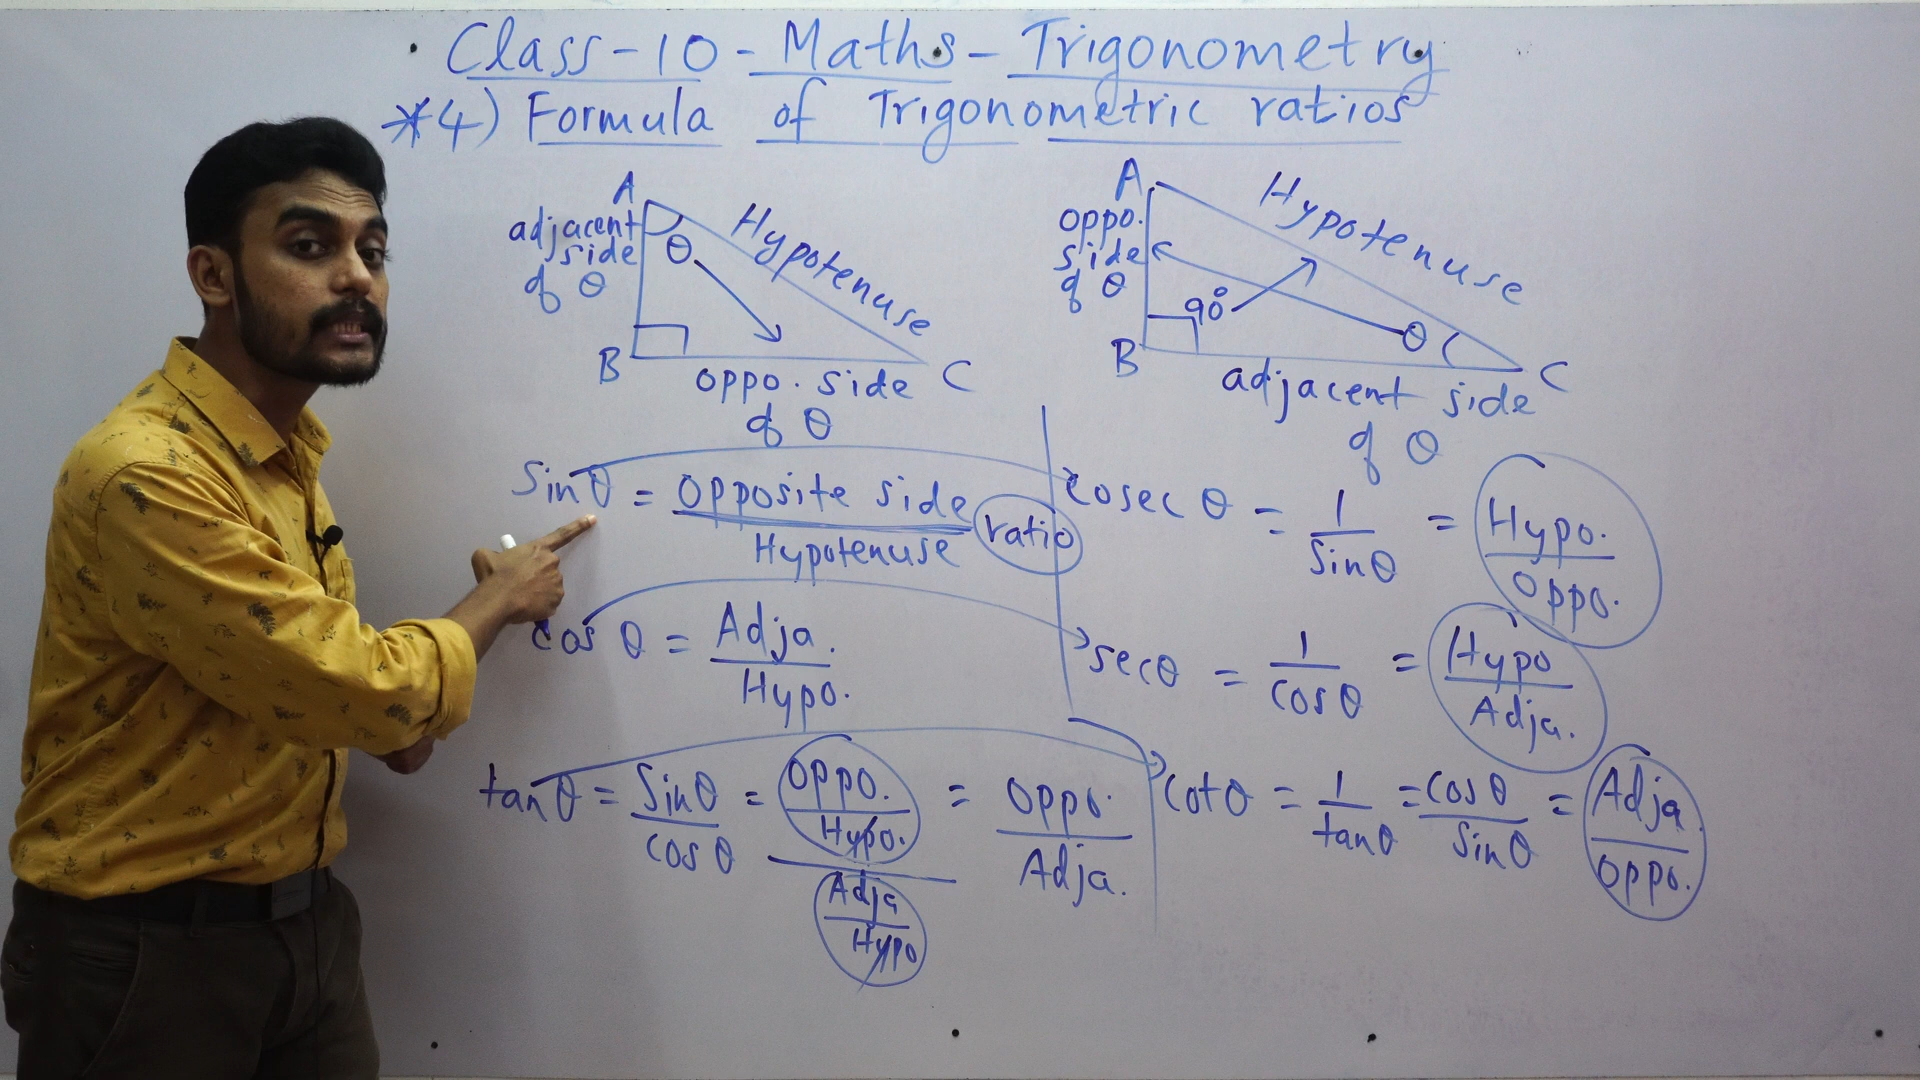 Class-10-Maths-Trigonometry
*4) Formula of Trigonometric ratios
A
adjacent
side
of θ
θ
Hypotenuse
B
C
oppo. side
of θ
A
oppo.
side
of θ
Hypotenuse
90°
θ
B
C
adjacent side
of θ
Sinθ = Opposite side
Hypotenuse
ratio
cosec θ = 1/Sinθ = Hypo./Oppo.
cos θ = Adja./Hypo.
secθ = 1/cosθ = Hypo/Adja.
tanθ = Sinθ/cosθ = (Oppo./Hypo.)/(Adja/Hypo) = Oppo./Adja.
cotθ = 1/tanθ = cosθ/Sinθ = Adja./Oppo.